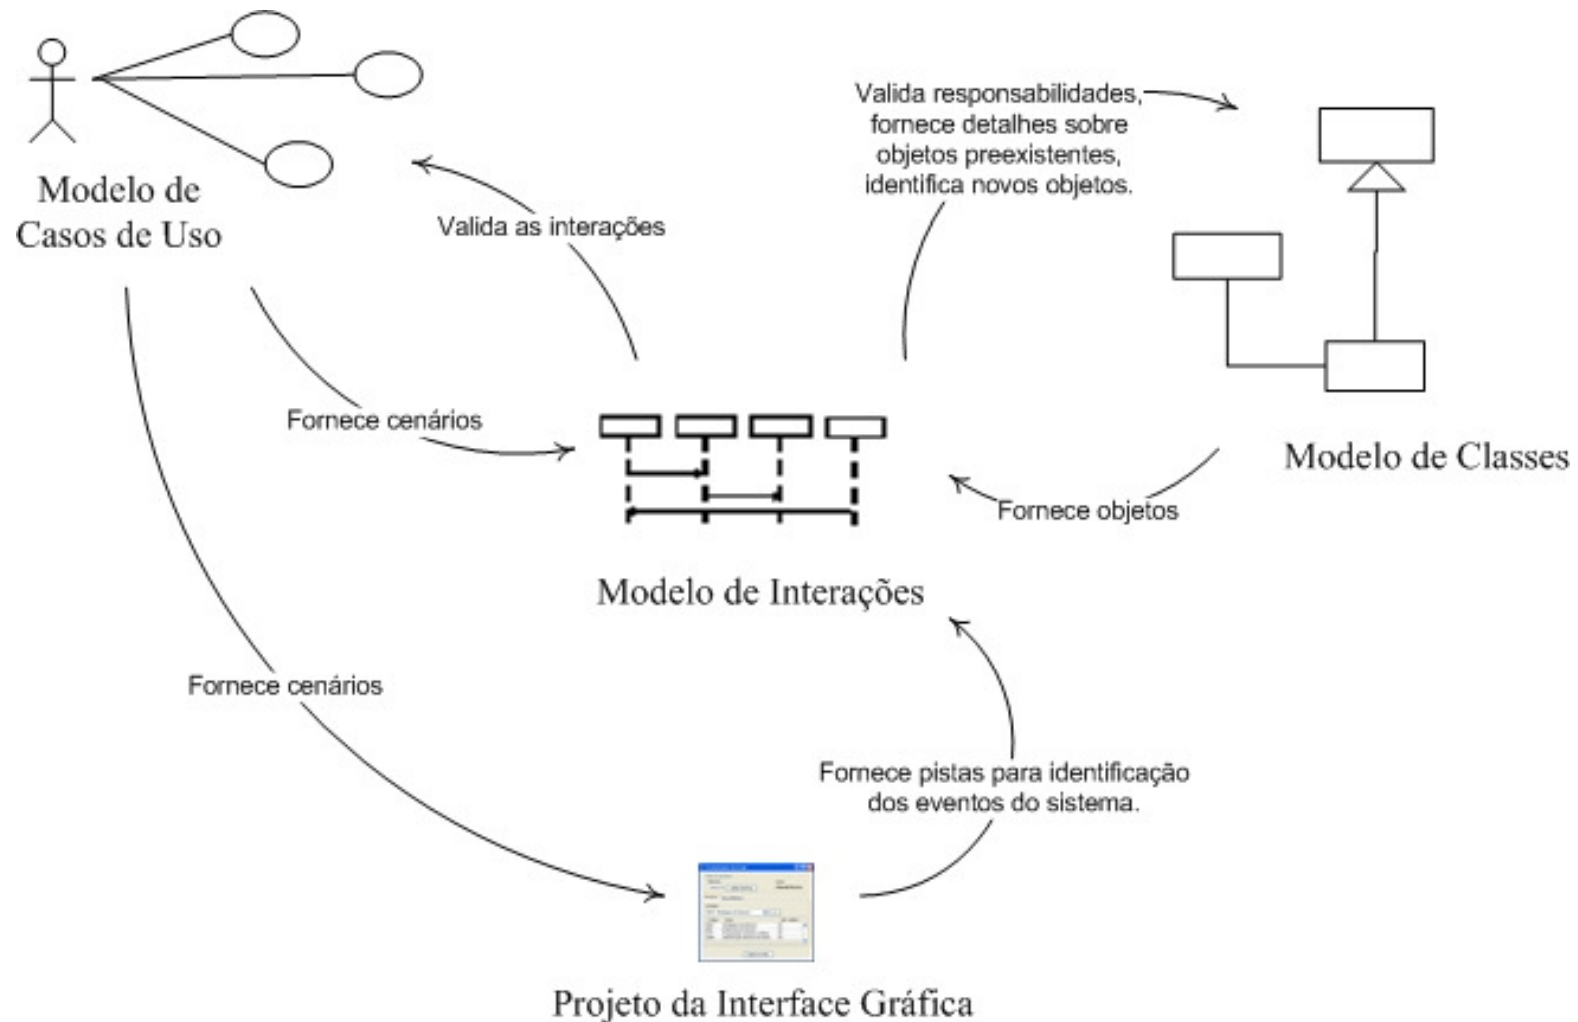 Modelo de
Casos de Uso
Valida as interações
Valida responsabilidades,
fornece detalhes sobre
objetos preexistentes,
identifica novos objetos.
Fornece cenários
Modelo de Classes
Fornece objetos
Modelo de Interações
Fornece cenários
Fornece pistas para identificação
dos eventos do sistema.
Projeto da Interface Gráfica